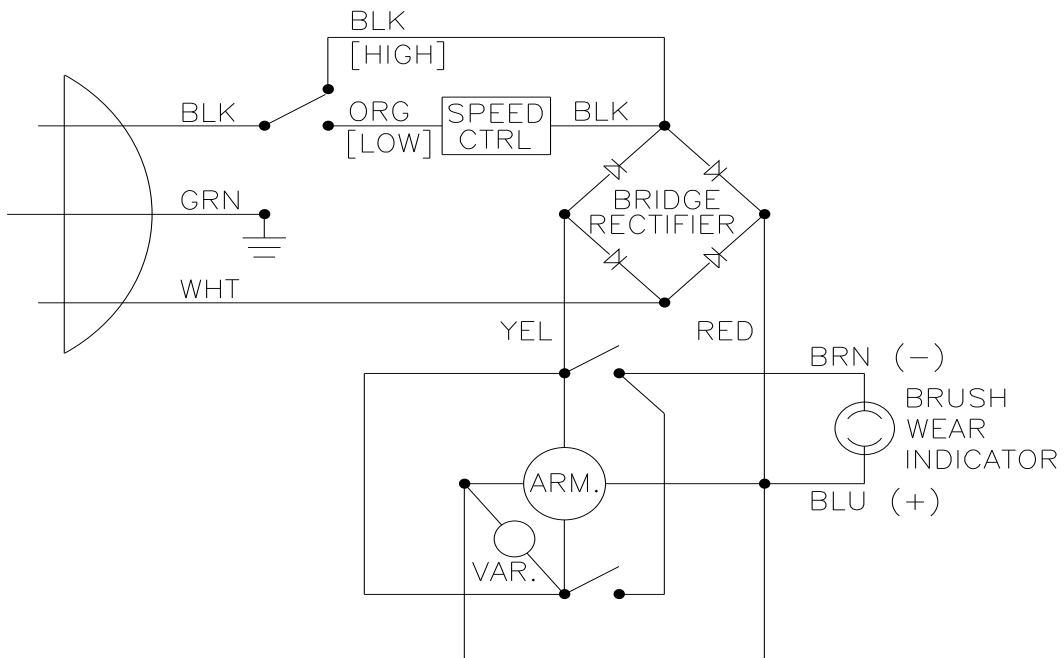 BLK
[HIGH]
BLK
ORG
[LOW]
SPEED
CTRL
BLK
GRN
BRIDGE
RECTIFIER
WHT
YEL
RED
BRN (-)
BRUSH
WEAR
INDICATOR
ARM.
BLU (+)
VAR.